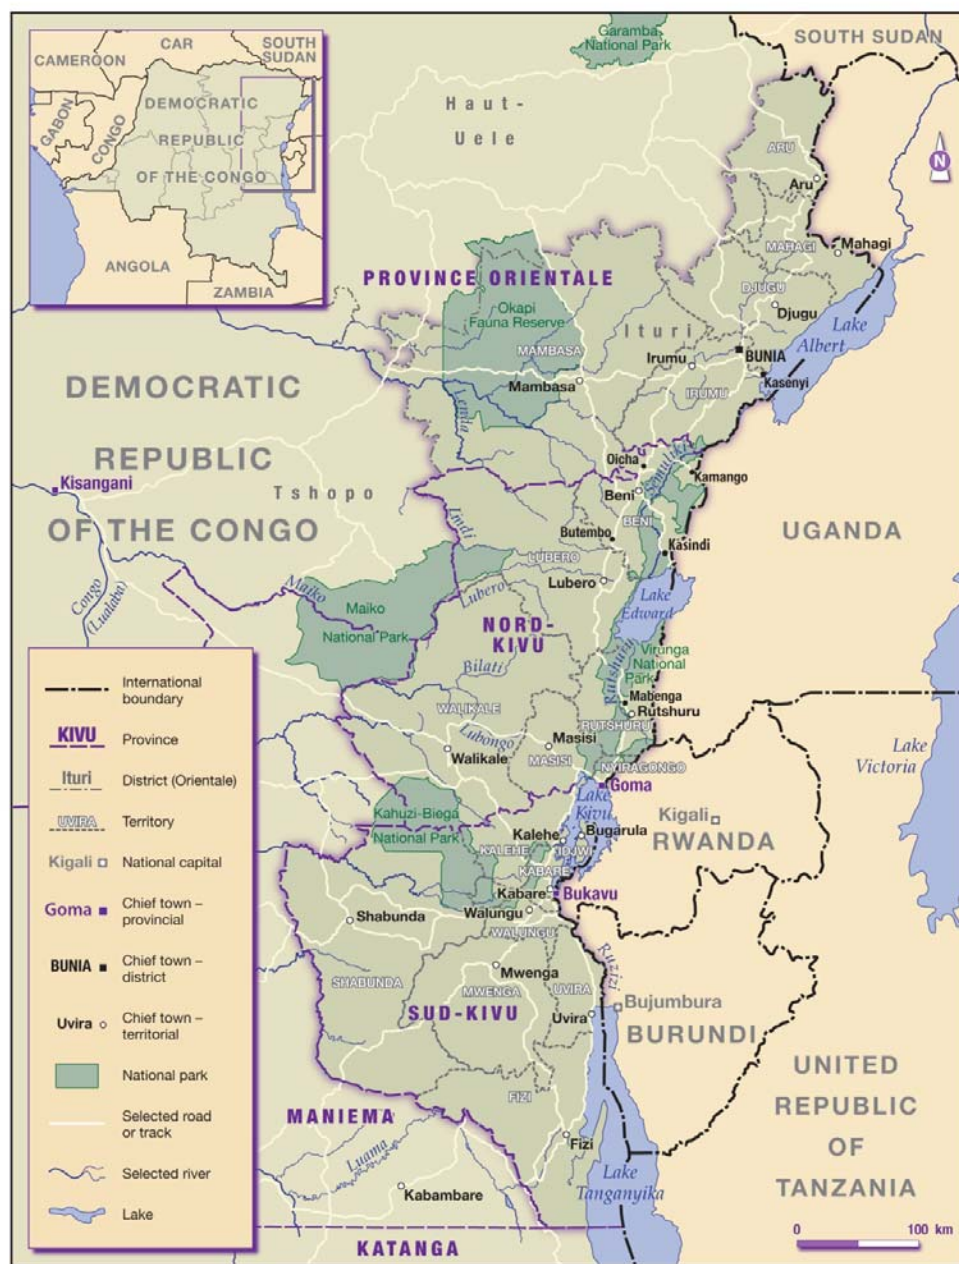 CAMEROON
CAR
SOUTH
SUDAN
GABON
CONGO
DEMOCRATIC
REPUBLIC
OF THE CONGO
ANGOLA
ZAMBIA
Garamba
National Park
SOUTH SUDAN
N
Haut-
Uele
ARU
Aru
MAHAGI
Mahagi
PROVINCE ORIENTALE
DJUGU
Djugu
Okapi
Fauna Reserve
Ituri
Lake
Albert
MAMBASA
Irumu
BUNIA
Mambasa
Kasenyi
IRUMU
DEMOCRATIC
REPUBLIC
OF THE CONGO
Lenda
Kisangani
Tshopo
Oicha
Semuliki
Kamango
Beni
BENI
Lindi
Butembo
Kasindi
UGANDA
LUBERO
Lubero
Lubero
Congo
(Lualaba)
Maiko
Maiko
National Park
Lake
Edward
NORD-
KIVU
Virunga
National
Park
Bilati
Rutshuru
Mabenga
Rutshuru
WALIKALE
RUTSHURU
Lubongo
Masisi
Walikale
MASISI
NYIRAGONGO
Lake
Victoria
Goma
Lake
Kivu
Kahuzi-Biega
National Park
Kigali
RWANDA
Kalehe
Bugarula
KALEHE
IDJWI
KABARE
Kabare
Bukavu
Walungu
Shabunda
WALUNGU
Ruzizi
Mwenga
SHABUNDA
MWENGA
UVIRA
SUD-KIVU
Uvira
Bujumbura
BURUNDI
UNITED
REPUBLIC
OF
TANZANIA
FIZI
MANIEMA
Fizi
Luama
Kabambare
Lake
Tanganyika
KATANGA
0 100 km
International
boundary
KIVU Province
Ituri District (Orientale)
UVIRA Territory
Kigali National capital
Goma Chief town –
provincial
BUNIA Chief town –
district
Uvira Chief town –
territorial
National park
Selected road
or track
Selected river
Lake